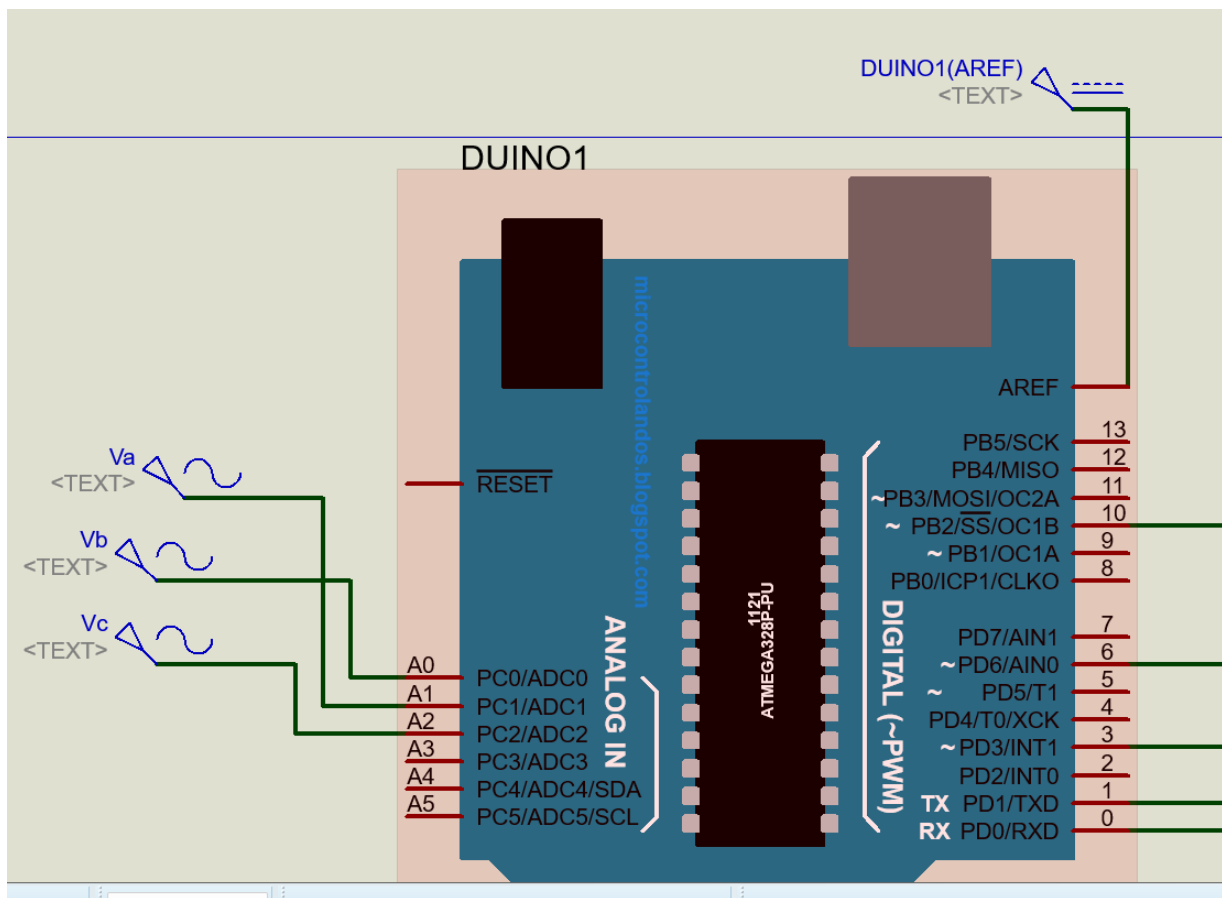 DUINO1(AREF)
<TEXT>
DUINO1
microcontrolandos.blogspot.com
AREF
Va
<TEXT>
RESET
Vb
<TEXT>
Vc
<TEXT>
PB5/SCK 13
PB4/MISO 12
~PB3/MOSI/OC2A 11
~ PB2/SS/OC1B 10
~ PB1/OC1A 9
PB0/ICP1/CLKO 8
PD7/AIN1 7
~PD6/AIN0 6
~ PD5/T1 5
PD4/T0/XCK 4
~PD3/INT1 3
PD2/INT0 2
TX PD1/TXD 1
RX PD0/RXD 0
DIGITAL (~PWM)
1121
ATMEGA328P-PU
ANALOG IN
A0 PC0/ADC0
A1 PC1/ADC1
A2 PC2/ADC2
A3 PC3/ADC3
A4 PC4/ADC4/SDA
A5 PC5/ADC5/SCL